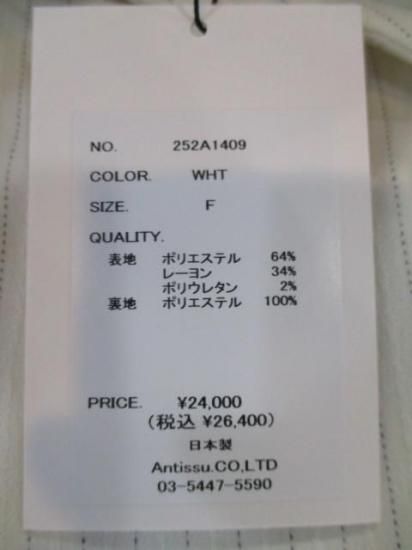 NO. 252A1409
COLOR. WHT
SIZE. F
QUALITY.
表地 ポリエステル 64%
レーヨン 34%
ポリウレタン 2%
裏地 ポリエステル 100%
PRICE. ¥24,000
(税込 ¥26,400)
日本製
Antissu.CO,LTD
03-5447-5590